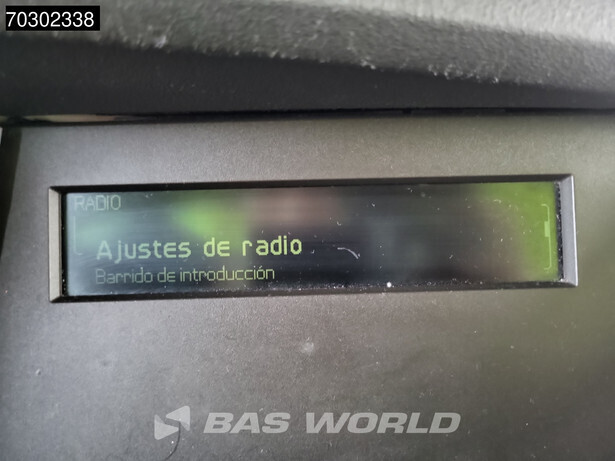 70302338
RADIO
Ajustes de radio
Barrido de introducción
BAS WORLD